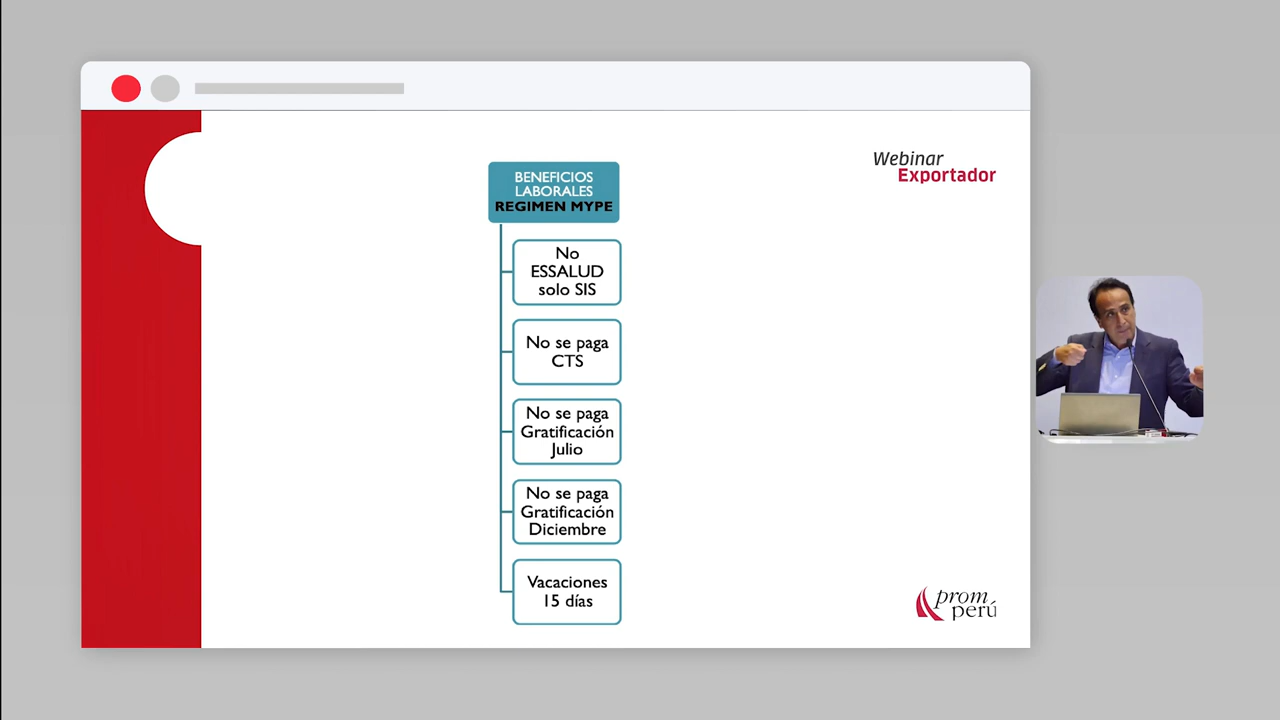 Webinar
Exportador
BENEFICIOS
LABORALES
REGIMEN MYPE
No
ESSALUD
solo SIS
No se paga
CTS
No se paga
Gratificación
Julio
No se paga
Gratificación
Diciembre
Vacaciones
15 días
prom
perú